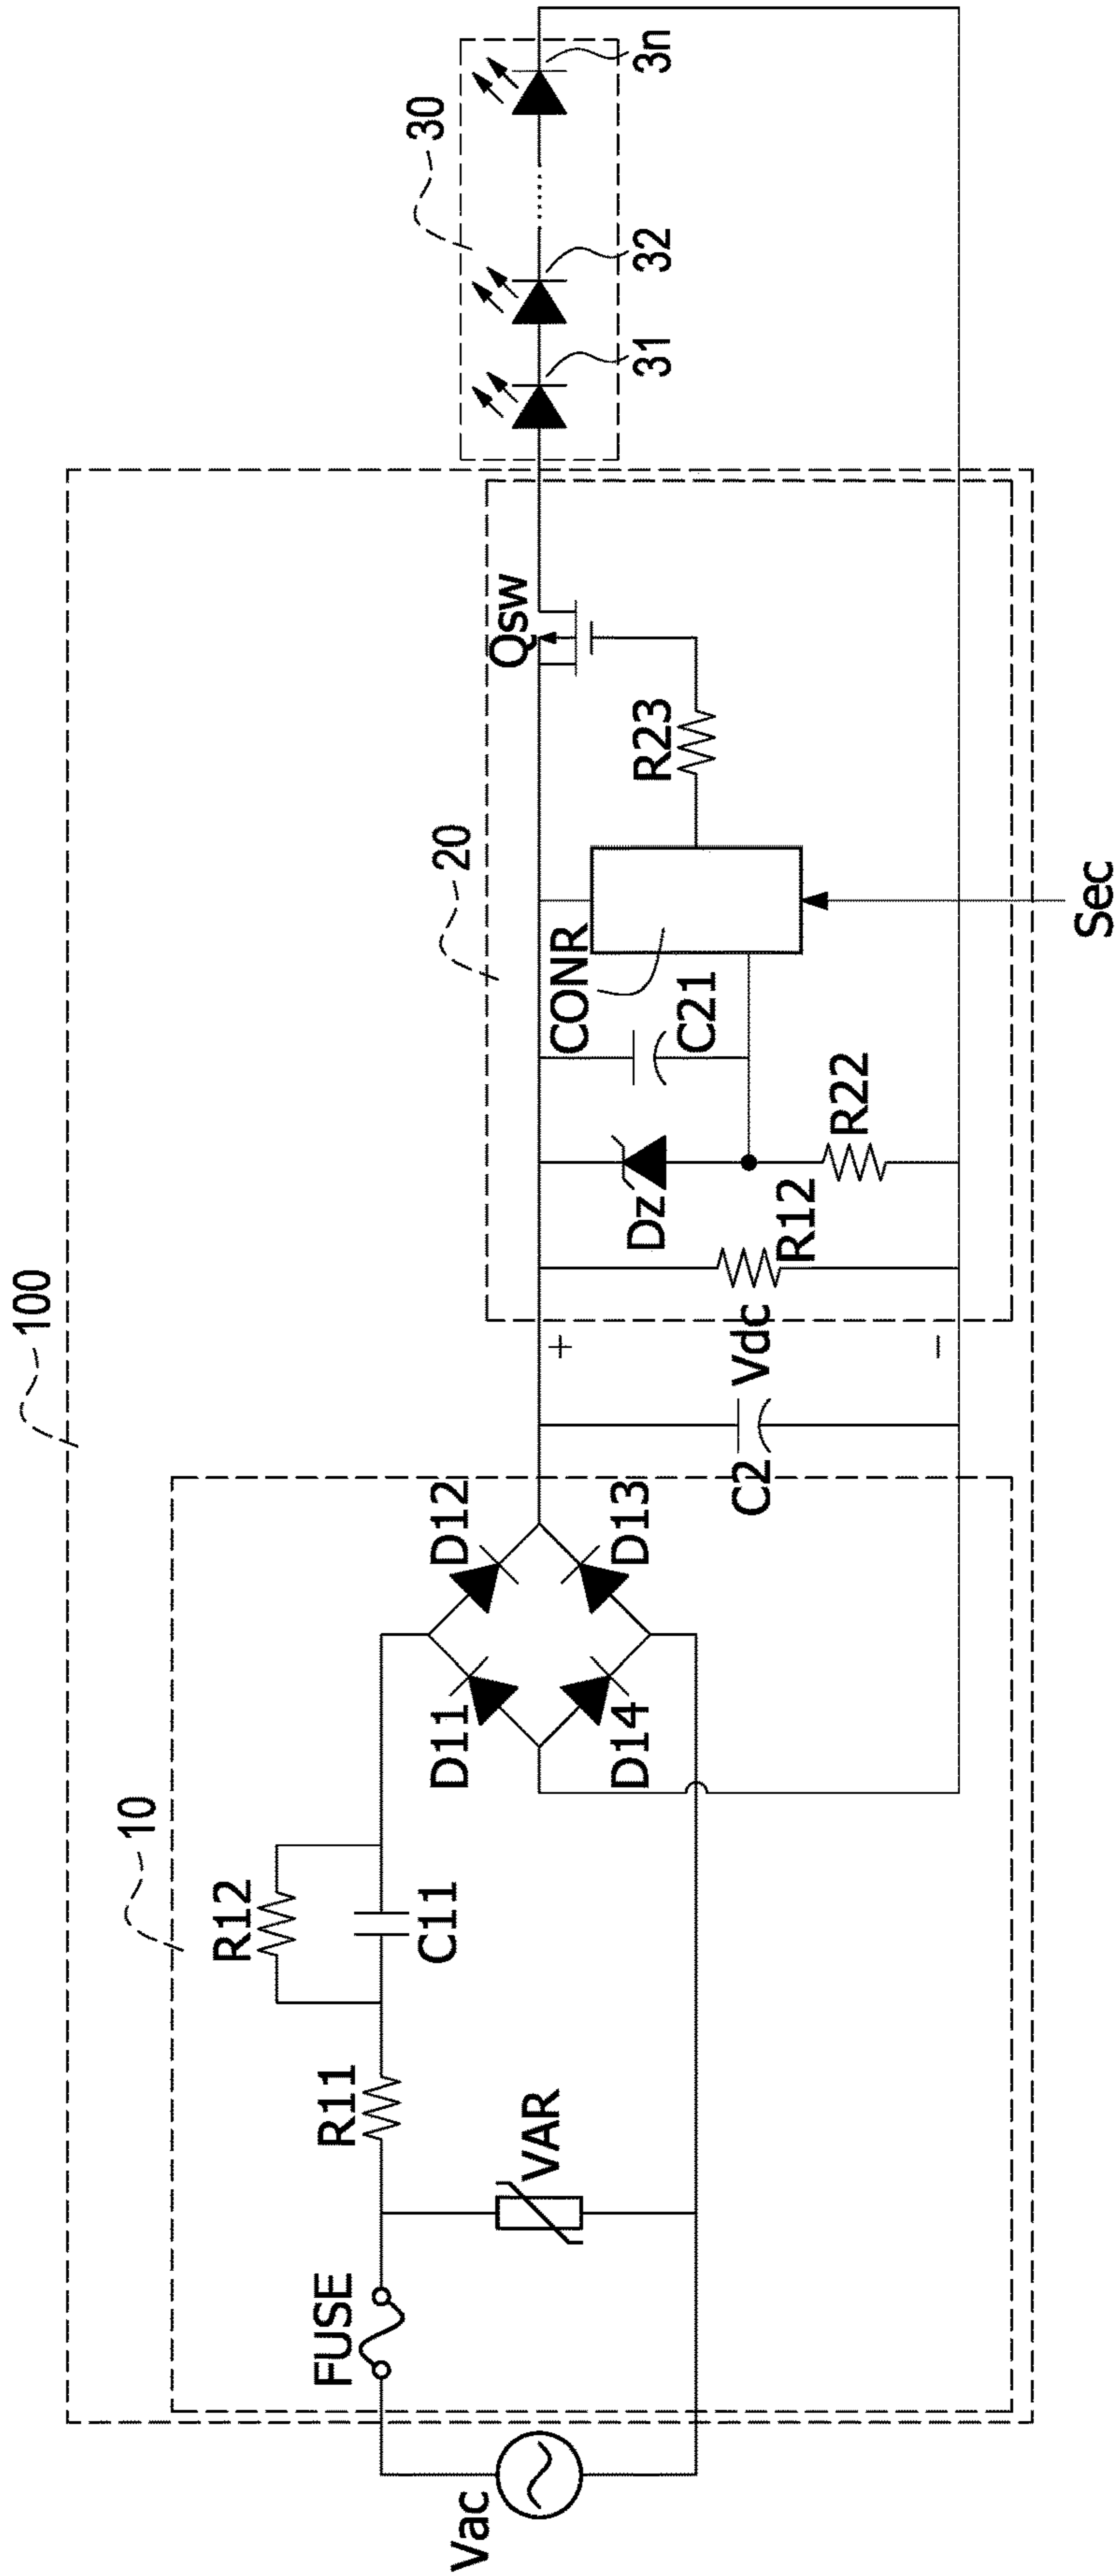 100
10
20
30
Vac
FUSE
VAR
R11
R12
C11
D11
D12
D14
D13
C2
+
Vdc
−
R12
Dz
R22
C21
CONR
R23
Qsw
Sec
31
32
3n